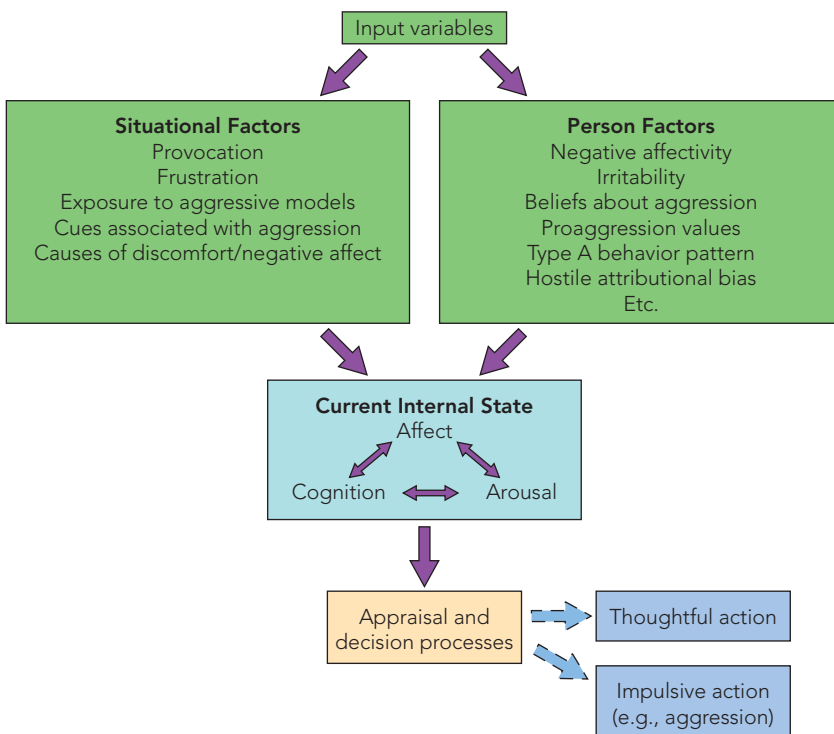 Input variables
Situational Factors
Provocation
Frustration
Exposure to aggressive models
Cues associated with aggression
Causes of discomfort/negative affect
Person Factors
Negative affectivity
Irritability
Beliefs about aggression
Proaggression values
Type A behavior pattern
Hostile attributional bias
Etc.
Current Internal State
Affect
Cognition
Arousal
Appraisal and
decision processes
Thoughtful action
Impulsive action
(e.g., aggression)